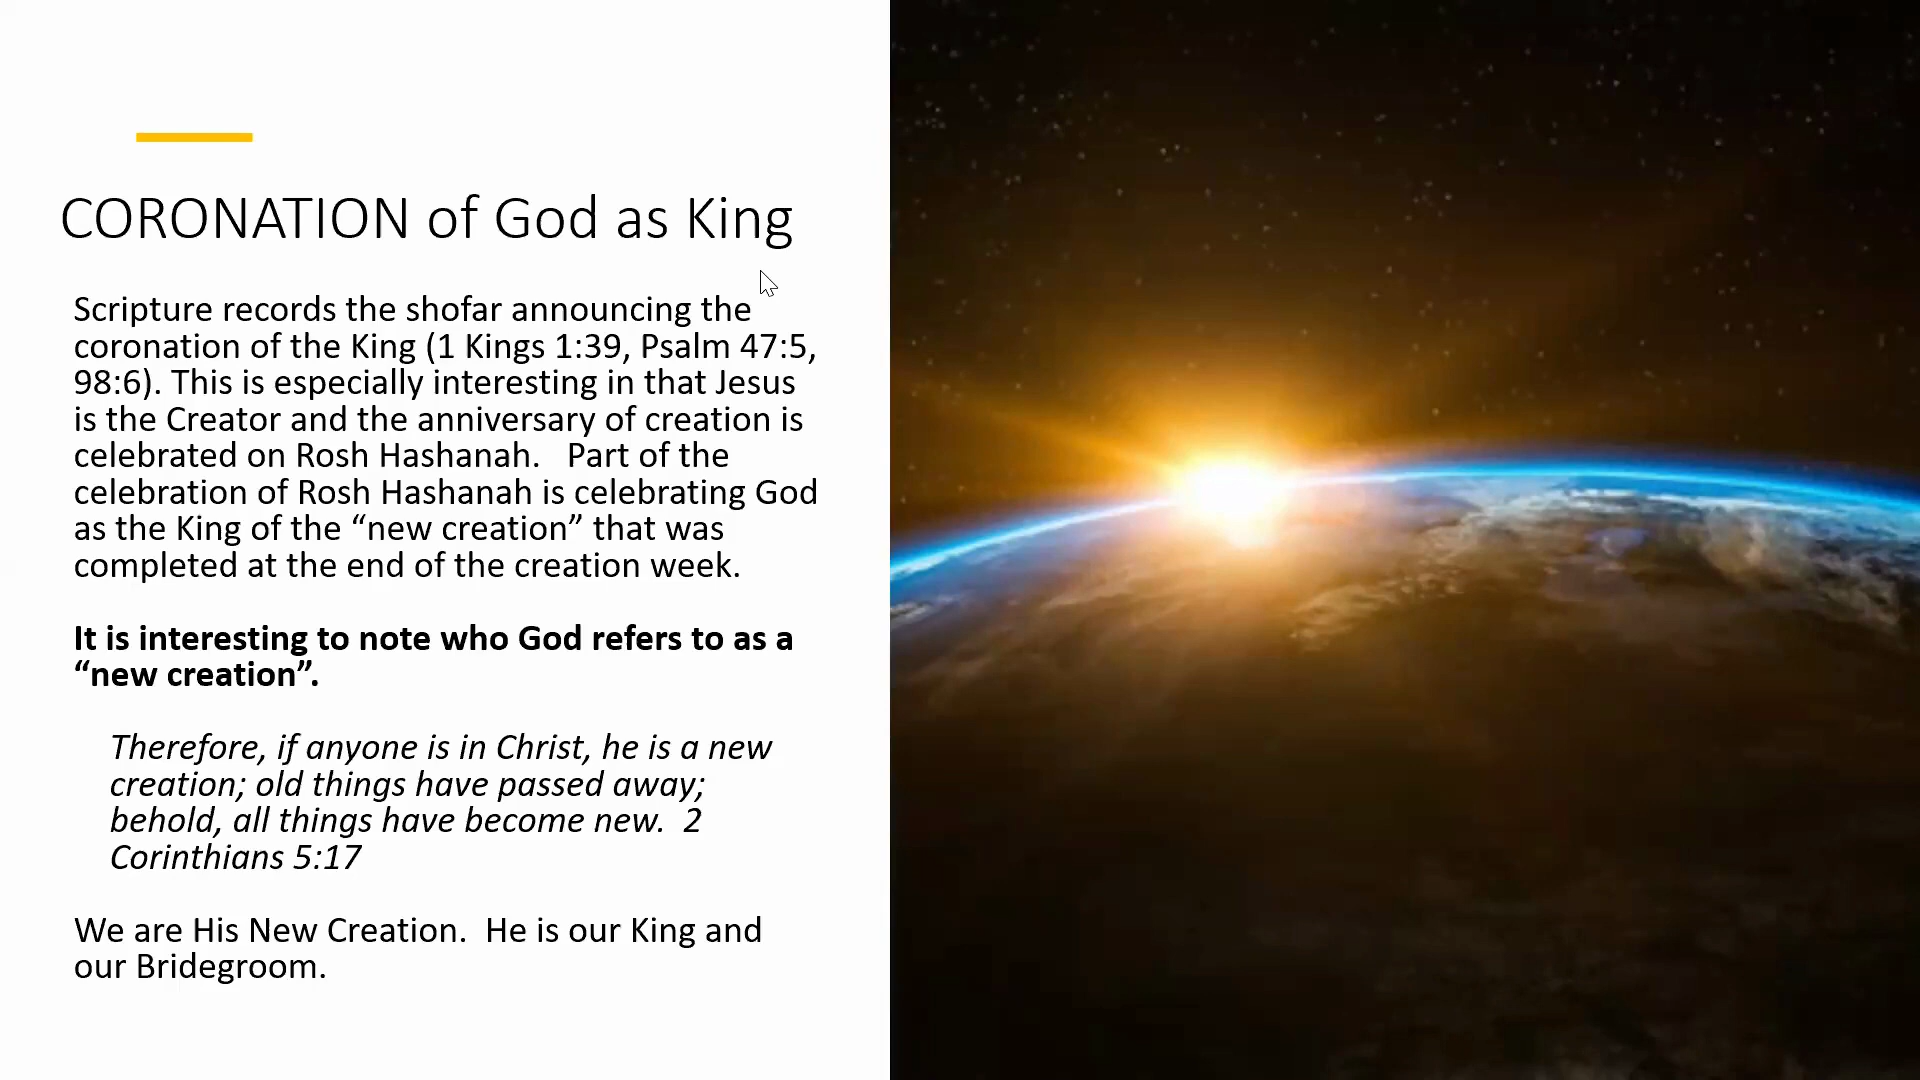 CORONATION of God as King
Scripture records the shofar announcing the
coronation of the King (1 Kings 1:39, Psalm 47:5,
98:6). This is especially interesting in that Jesus
is the Creator and the anniversary of creation is
celebrated on Rosh Hashanah.   Part of the
celebration of Rosh Hashanah is celebrating God
as the King of the “new creation” that was
completed at the end of the creation week.
It is interesting to note who God refers to as a
“new creation”.
Therefore, if anyone is in Christ, he is a new
creation; old things have passed away;
behold, all things have become new.  2
Corinthians 5:17
We are His New Creation.  He is our King and
our Bridegroom.